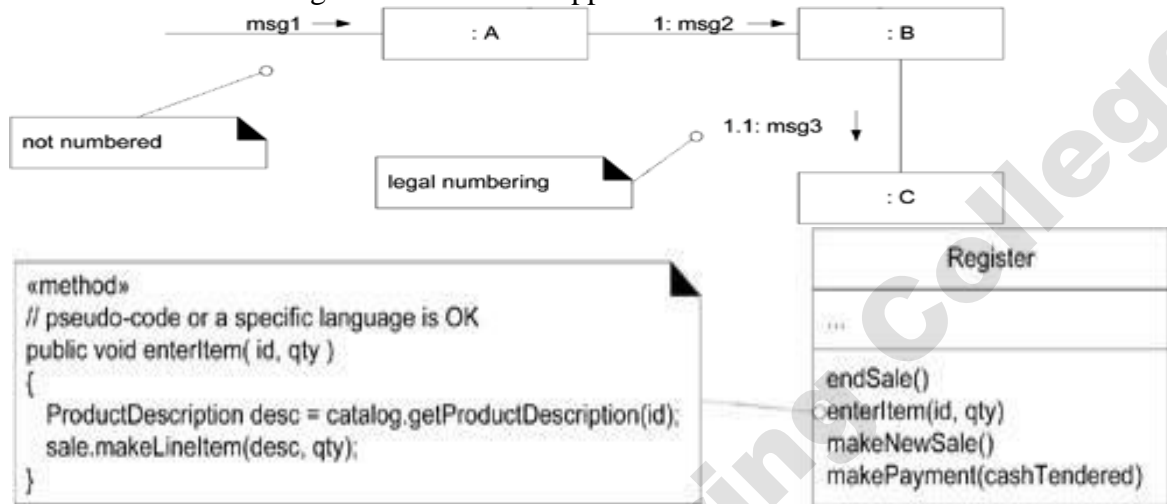 msg1
: A
1: msg2
: B
not numbered
1.1: msg3
legal numbering
: C
«method»
// pseudo-code or a specific language is OK
public void enterItem( id, qty )
{
ProductDescription desc = catalog.getProductDescription(id);
sale.makeLineItem(desc, qty);
}
Register
...
endSale()
enterItem(id, qty)
makeNewSale()
makePayment(cashTendered)
ing College